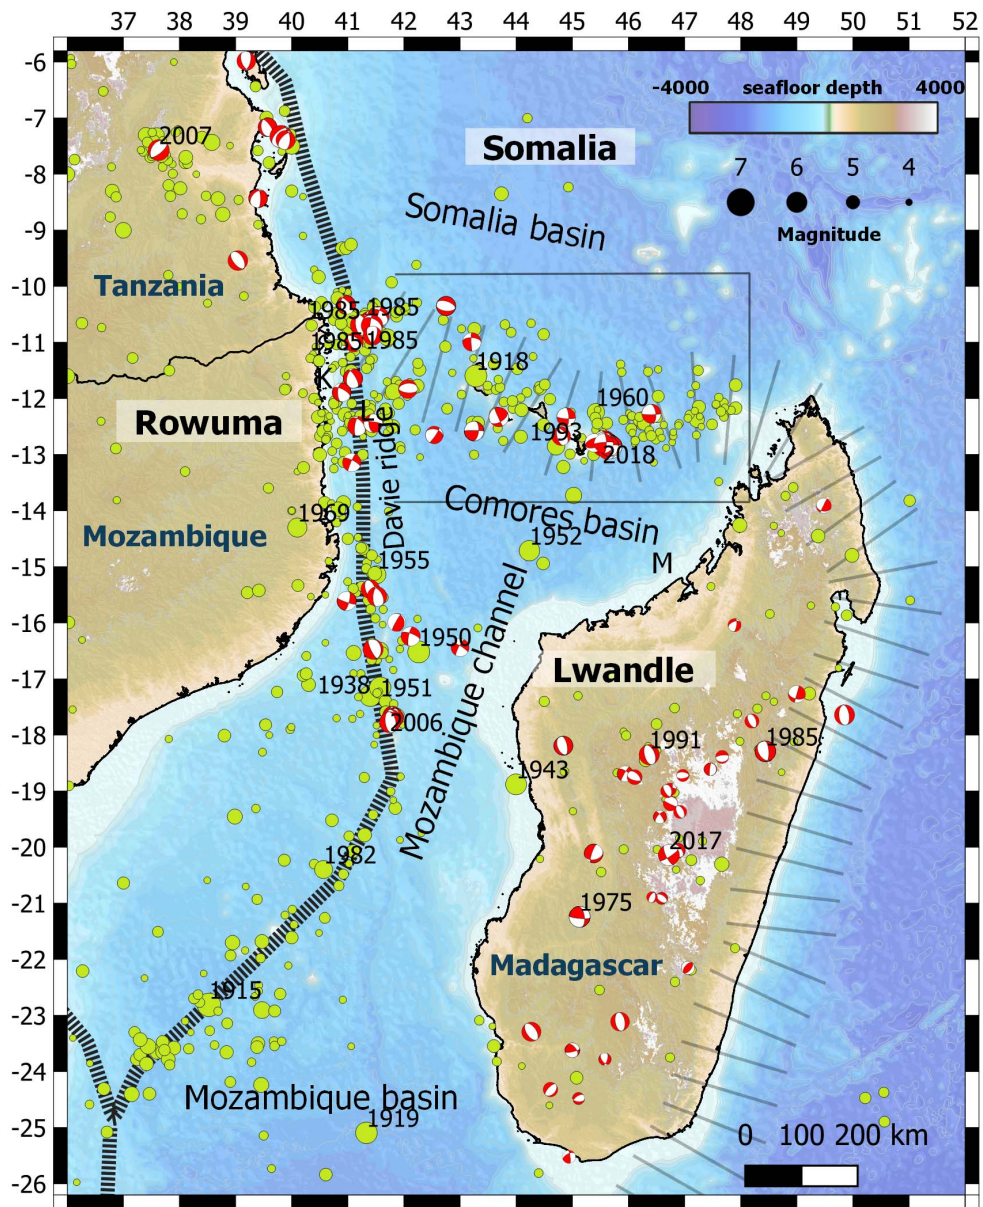 37 38 39 40 41 42 43 44 45 46 47 48 49 50 51 52
-6
-7
-8
-9
-10
-11
-12
-13
-14
-15
-16
-17
-18
-19
-20
-21
-22
-23
-24
-25
-26
-4000 seafloor depth 4000
7 6 5 4
Magnitude
2007
Somalia
Somalia basin
Tanzania
1985 1985
1985 1985
1918
K
Rowuma
L
1960
1993
2018
Davie ridge
Comores basin
1969
Mozambique
1952
M
1955
1950
Mozambique channel
Lwandle
1938 1951
2006
1991
1985
1943
1982
2017
1975
Madagascar
1915
Mozambique basin
1919
0 100 200 km